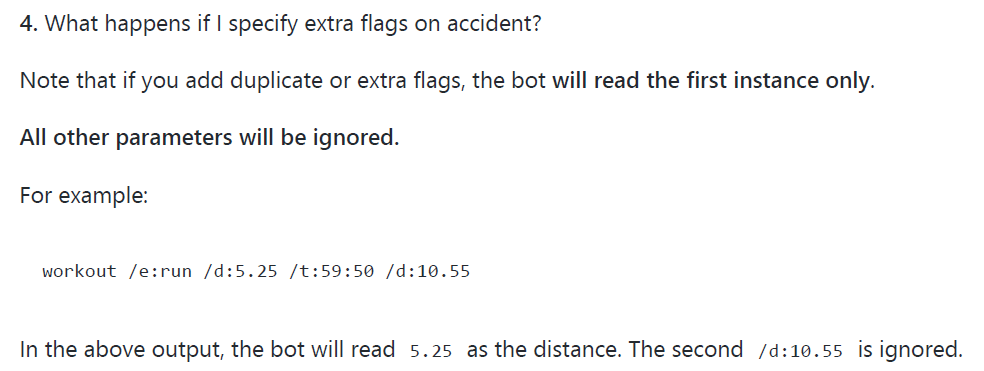 4. What happens if I specify extra flags on accident?
Note that if you add duplicate or extra flags, the bot will read the first instance only.
All other parameters will be ignored.
For example:
workout /e:run /d:5.25 /t:59:50 /d:10.55
In the above output, the bot will read 5.25 as the distance. The second /d:10.55 is ignored.